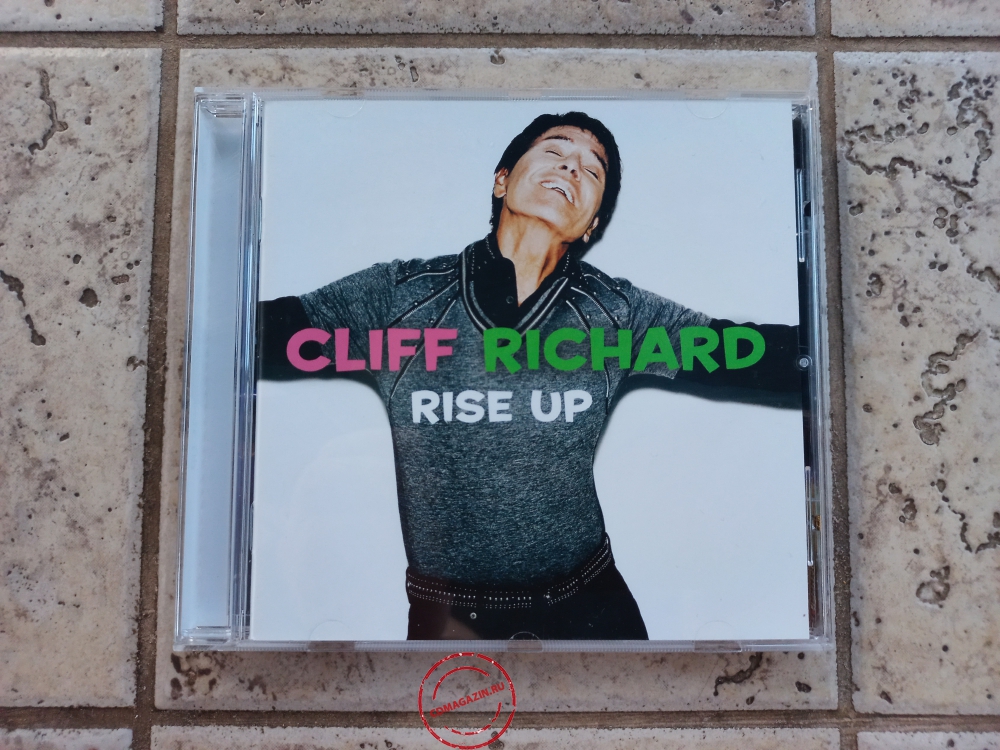 CLIFF RICHARD
RISE UP
CDMAGAZIN.RU